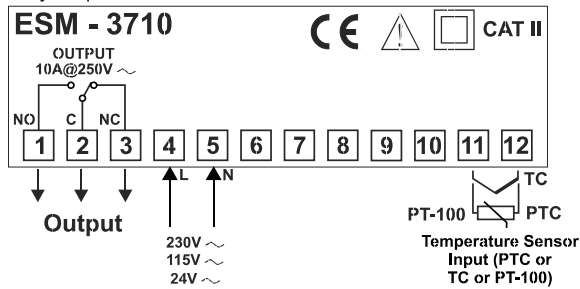 ESM - 3710
CAT II
OUTPUT
10A@250V ~
NO C NC
1 2 3 4 5 6 7 8 9 10 11 12
L N
TC
Output
PT-100 PTC
230V ~
115V ~
24V ~
Temperature Sensor
Input (PTC or
TC or PT-100)